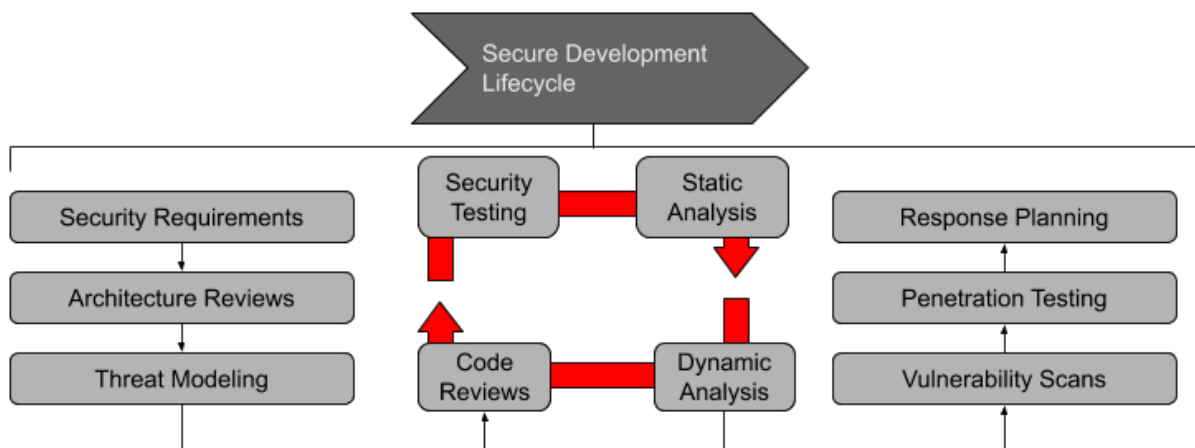 Secure Development
Lifecycle
Security Requirements
Architecture Reviews
Threat Modeling
Security
Testing
Static
Analysis
Code
Reviews
Dynamic
Analysis
Response Planning
Penetration Testing
Vulnerability Scans